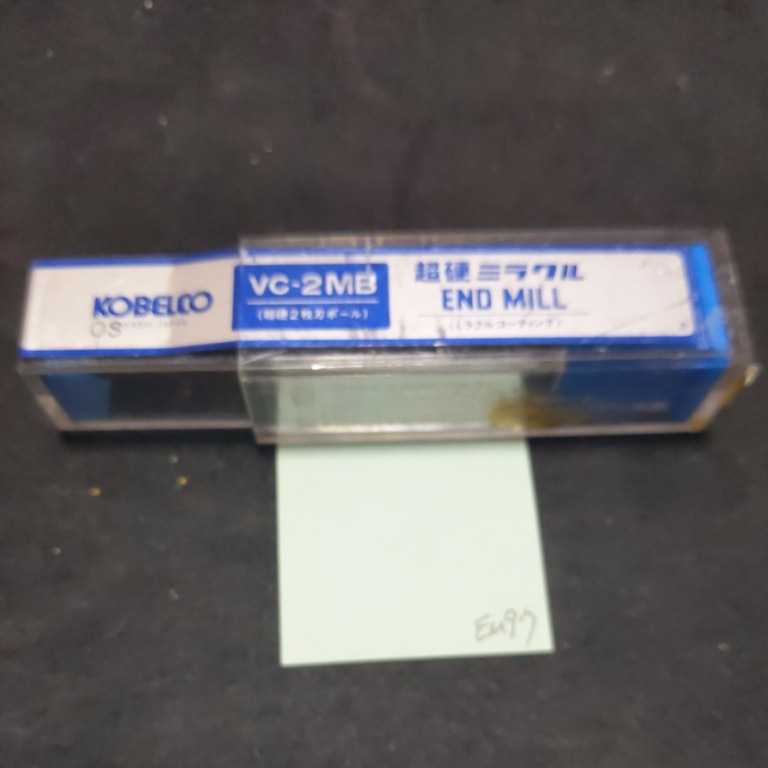 KOBELCO
OS
VC-2MB
(超硬2枚刃ボール)
超硬ミラクル
END MILL
(ミラクルコーティング)
EM97